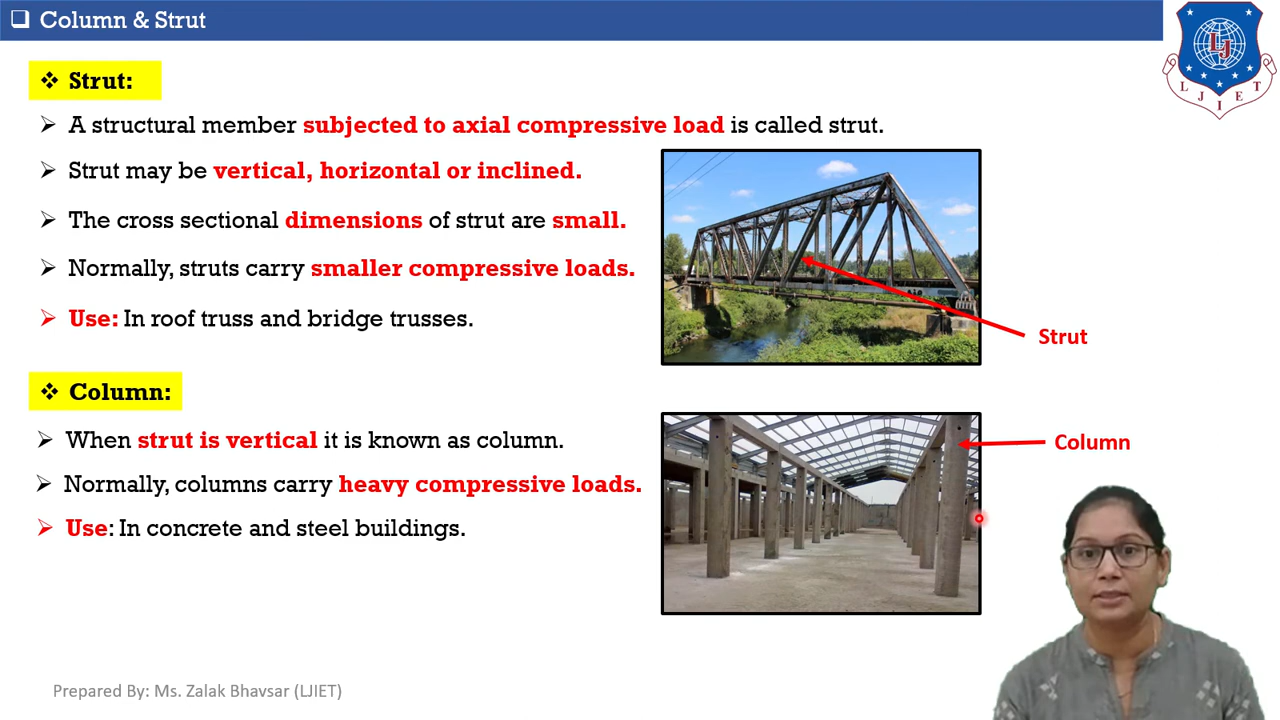 Column & Strut
Strut:
A structural member subjected to axial compressive load is called strut.
Strut may be vertical, horizontal or inclined.
The cross sectional dimensions of strut are small.
Normally, struts carry smaller compressive loads.
Use: In roof truss and bridge trusses.
Strut
Column:
When strut is vertical it is known as column.
Normally, columns carry heavy compressive loads.
Use: In concrete and steel buildings.
Column
Prepared By: Ms. Zalak Bhavsar (LJIET)
LJ
LJIET